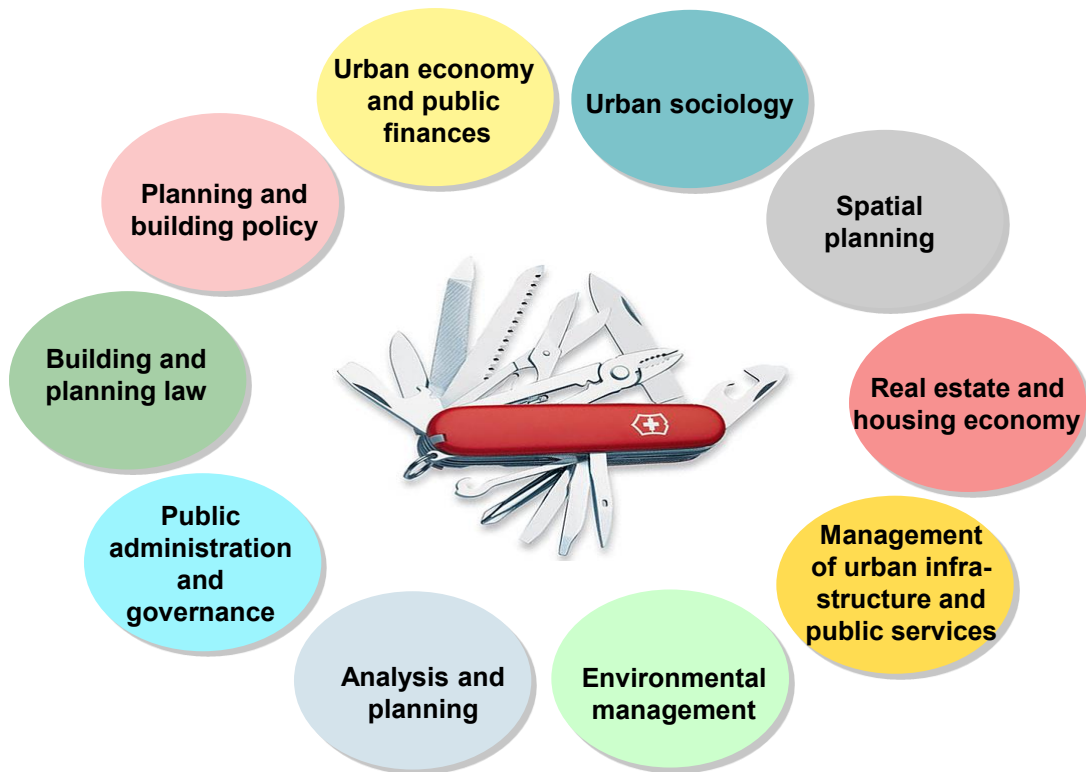 Urban economy
and public
finances
Urban sociology
Spatial
planning
Real estate and
housing economy
Management
of urban infra-
structure and
public services
Environmental
management
Analysis and
planning
Public
administration
and
governance
Building and
planning law
Planning and
building policy